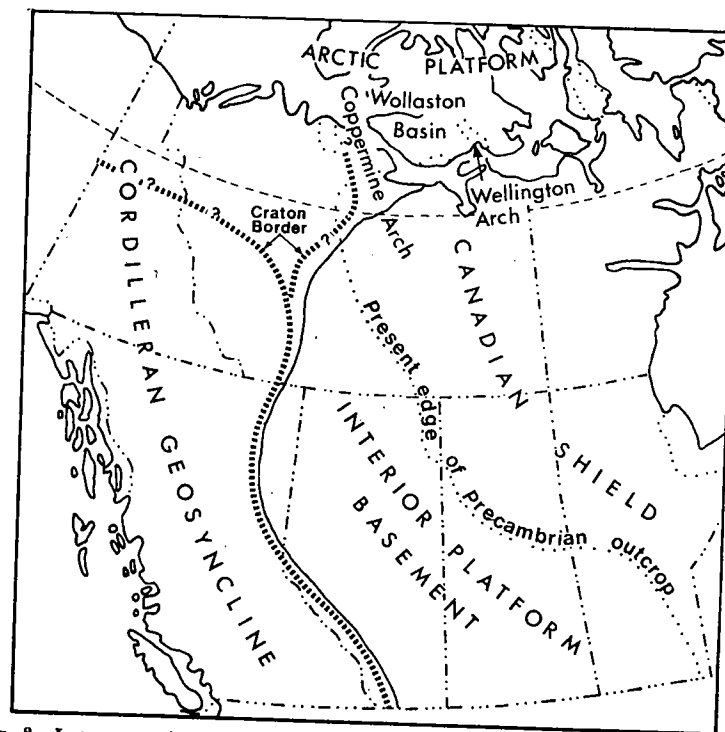 ARCTIC PLATFORM
Wollaston
Basin
Coppermine
Arch
Wellington
Arch
?
?
?
?
?
Craton
Border
CORDILLERAN GEOSYNCLINE
CANADIAN
SHIELD
Present edge of Precambrian outcrop
INTERIOR PLATFORM
BASEMENT